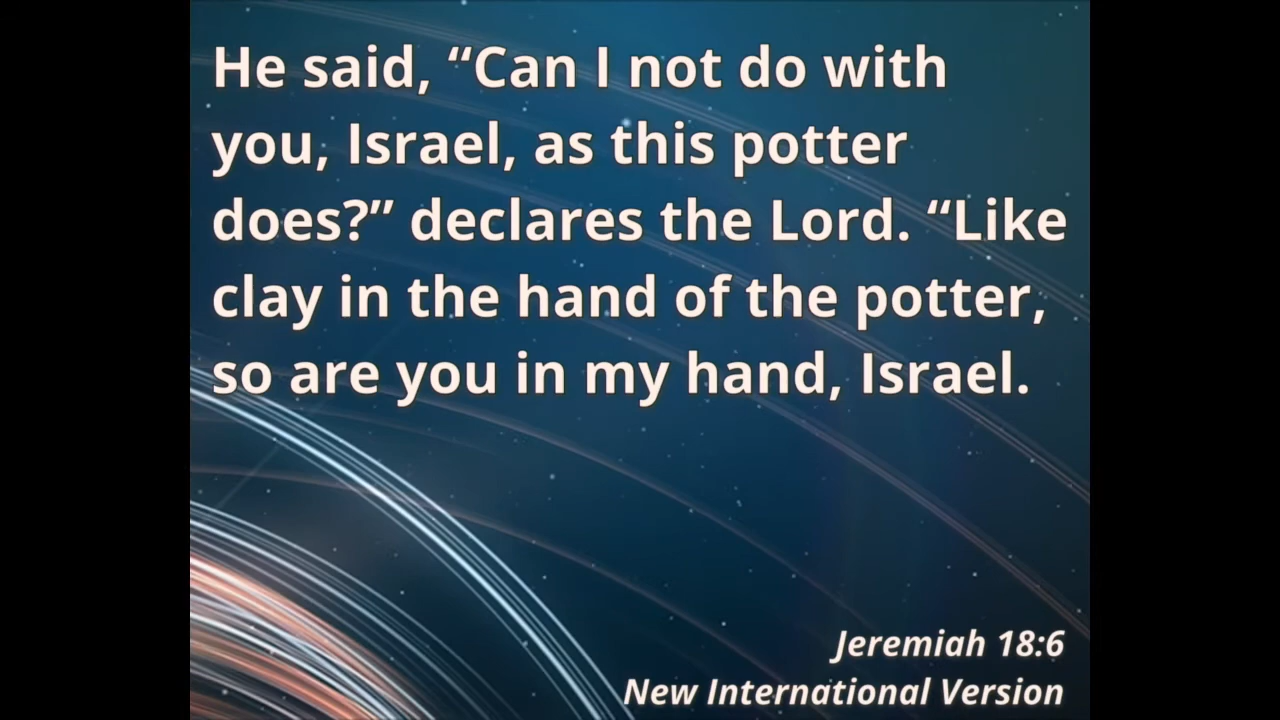 He said, “Can I not do with
you, Israel, as this potter
does?” declares the Lord. “Like
clay in the hand of the potter,
so are you in my hand, Israel.
Jeremiah 18:6
New International Version